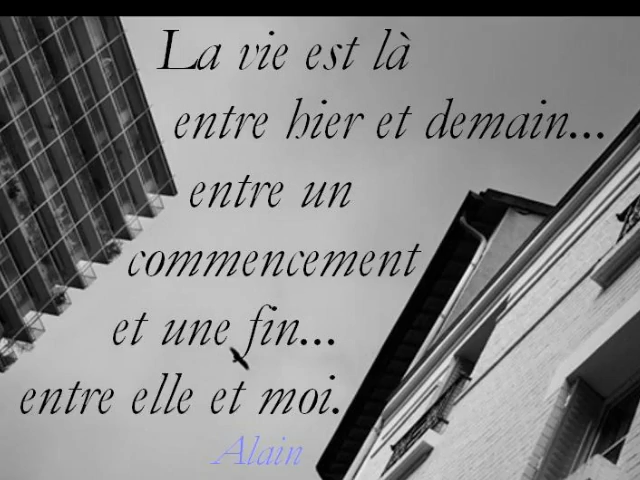 La vie est là
entre hier et demain...
entre un
commencement
et une fin...
entre elle et moi.
Alain